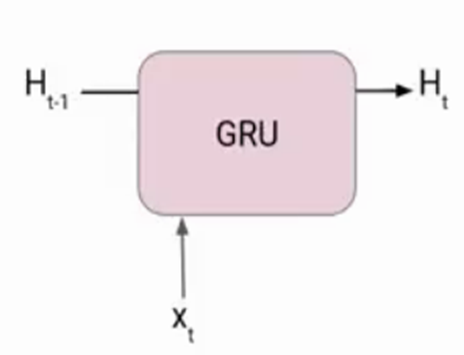 H_{t-1}
GRU
H_t
x_t